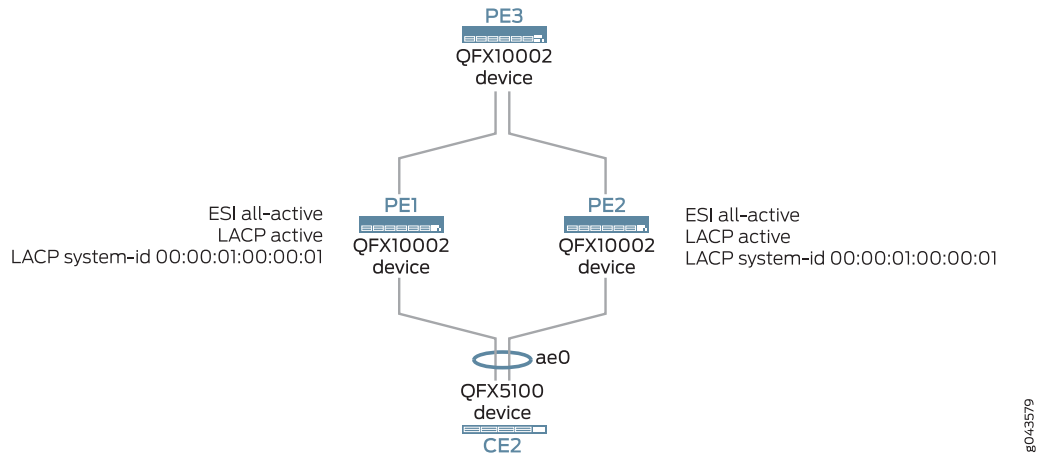 PE3
QFX10002
device
PE1
QFX10002
device
ESI all-active
LACP active
LACP system-id 00:00:01:00:00:01
PE2
QFX10002
device
ESI all-active
LACP active
LACP system-id 00:00:01:00:00:01
ae0
QFX5100
device
CE2
g043579